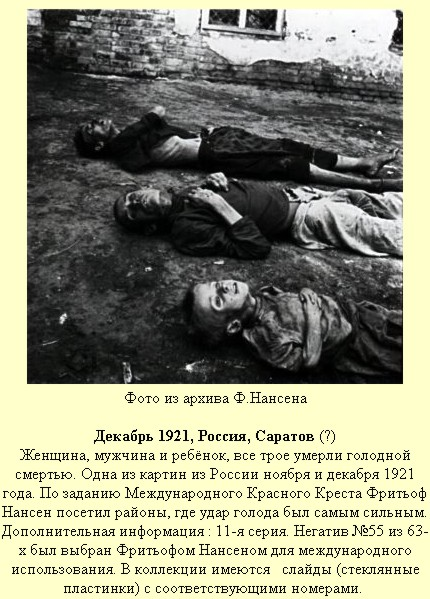 Фото из архива Ф.Нансена
Декабрь 1921, Россия, Саратов (?)
Женщина, мужчина и ребёнок, все трое умерли голодной
смертью. Одна из картин из России ноября и декабря 1921
года. По заданию Международного Красного Креста Фритьоф
Нансен посетил районы, где удар голода был самым сильным.
Дополнительная информация : 11-я серия. Негатив №55 из 63-
х был выбран Фритьофом Нансеном для международного
использования. В коллекции имеются слайды (стеклянные
пластинки) с соответствующими номерами.